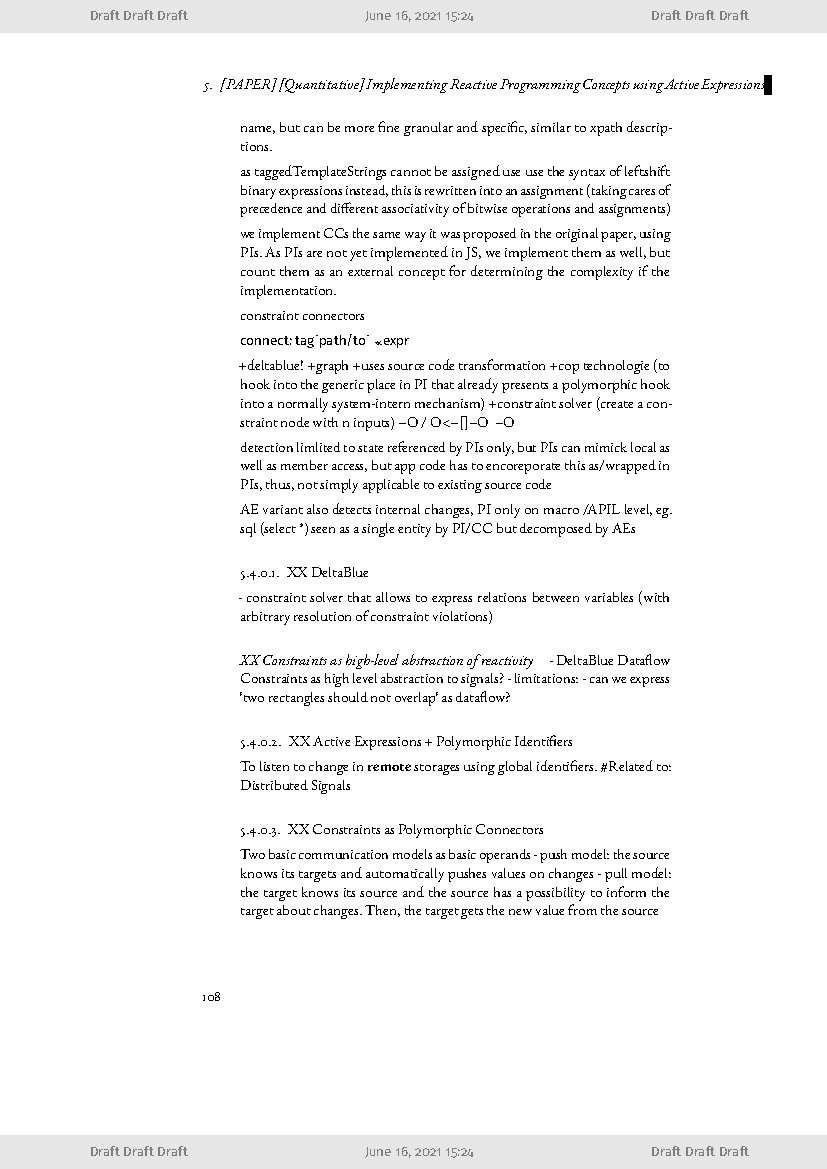 Draft Draft Draft June 16, 2021 15:24 Draft Draft Draft
5. [PAPER] [Quantitative] Implementing Reactive Programming Concepts using Active Expressions
name, but can be more fine granular and specific, similar to xpath descrip-
tions.
as taggedTemplateStrings cannot be assigned use use the syntax of leftshift
binary expressions instead, this is rewritten into an assignment (taking cares of
precedence and different associativity of bitwise operations and assignments)
we implement CCs the same way it was proposed in the original paper, using
PIs. As PIs are not yet implemented in JS, we implement them as well, but
count them as an external concept for determining the complexity if the
implementation.
constraint connectors
connect: tag`path/to` «expr
+deltablue! +graph +uses source code transformation +cop technologie (to
hook into the generic place in PI that already presents a polymorphic hook
into a normally system-intern mechanism) +constraint solver (create a con-
straint node with n inputs) –O / O<–[]–O –O
detection limlited to state referenced by PIs only, but PIs can mimick local as
well as member access, but app code has to encoreporate this as/wrapped in
PIs, thus, not simply applicable to existing source code
AE variant also detects internal changes, PI only on macro /APIL level, eg.
sql (select *) seen as a single entity by PI/CC but decomposed by AEs
5.4.0.1. XX DeltaBlue
- constraint solver that allows to express relations between variables (with
arbitrary resolution of constraint violations)
XX Constraints as high-level abstraction of reactivity - DeltaBlue Dataflow
Constraints as high level abstraction to signals? - limitations: - can we express
'two rectangles should not overlap' as dataflow?
5.4.0.2. XX Active Expressions + Polymorphic Identifiers
To listen to change in remote storages using global identifiers. #Related to:
Distributed Signals
5.4.0.3. XX Constraints as Polymorphic Connectors
Two basic communication models as basic operands - push model: the source
knows its targets and automatically pushes values on changes - pull model:
the target knows its source and the source has a possibility to inform the
target about changes. Then, the target gets the new value from the source
108
Draft Draft Draft June 16, 2021 15:24 Draft Draft Draft